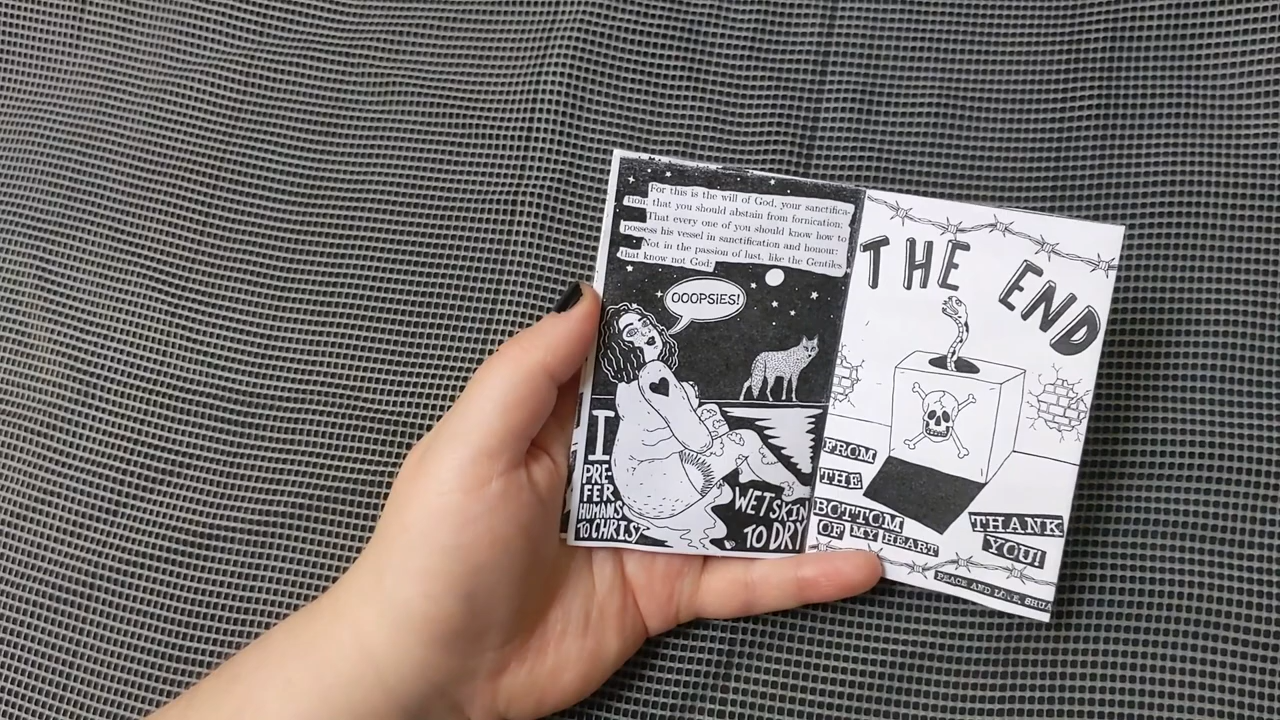 For this is the will of God, your sanctifica-
tion; that you should abstain from fornication;
That every one of you should know how to
possess his vessel in sanctification and honour:
Not in the passion of lust, like the Gentiles
that know not God:
OOOPSIES!
I
PRE-
FER
HUMANS
TO CHRIST
WET SKIN
TO DRY
THE END
FROM
THE
BOTTOM
OF MY HEART
THANK
YOU!
PEACE AND LOVE, SHUA